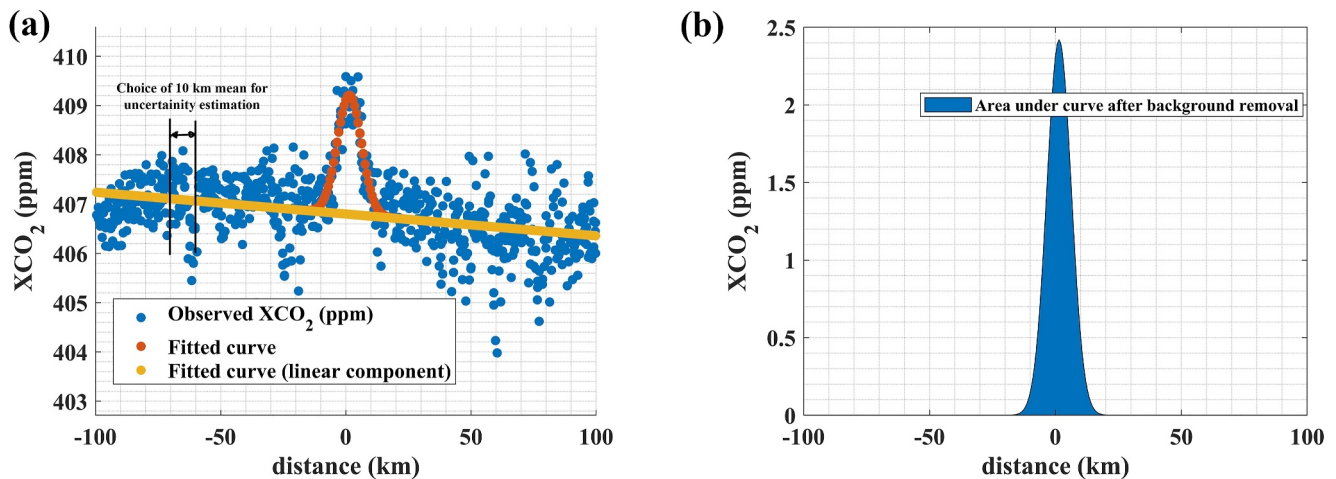 (a)
410
409
408
407
406
405
404
403
XCO₂ (ppm)
Choice of 10 km mean for
uncertainity estimation
Observed XCO₂ (ppm)
Fitted curve
Fitted curve (linear component)
-100
-50
0
50
100
distance (km)
(b)
2.5
2
1.5
1
0.5
0
XCO₂ (ppm)
Area under curve after background removal
-100
-50
0
50
100
distance (km)